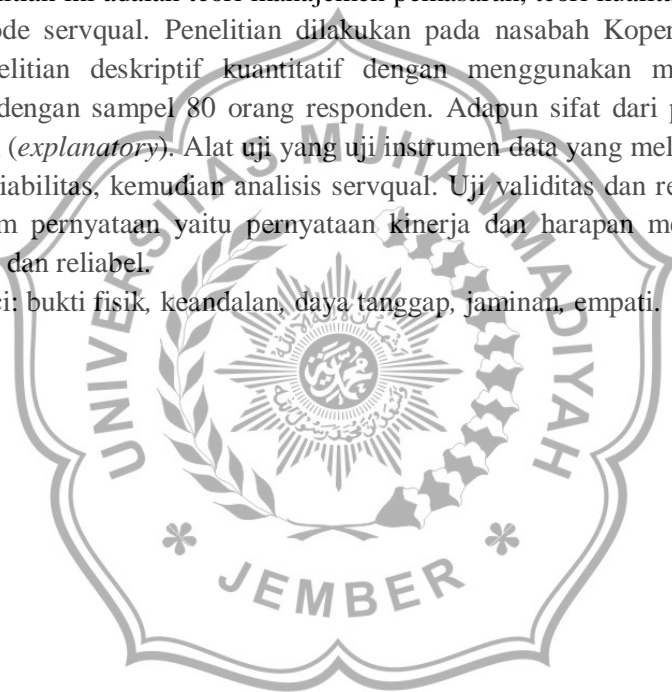 ini adalah teori manajemen pemasaran, teori
ode servqual. Penelitian dilakukan pada nasabah Koper
elitian deskriptif kuantitatif dengan menggunakan m
dengan sampel 80 orang responden. Adapun sifat dari p
(explanatory). Alat uji yang uji instrumen data yang mel
iabilitas, kemudian analisis servqual. Uji validitas dan re
m pernyataan yaitu pernyataan kinerja dan harapan me
dan reliabel.
ci: bukti fisik, keandalan, daya tanggap, jaminan, empati.
UNIVERSITAS MUHAMMADIYAH
JEMBER